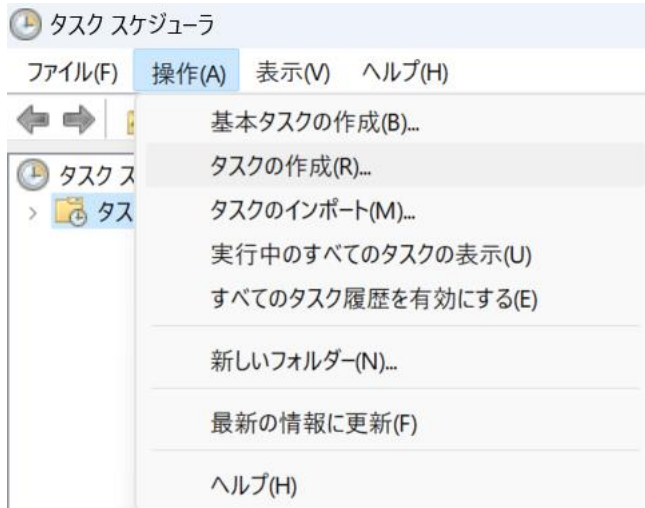 タスク スケジューラ
ファイル(F) 操作(A) 表示(V) ヘルプ(H)
基本タスクの作成(B)...
タスク ス
タスクの作成(R)...
タス
タスクのインポート(M)...
実行中のすべてのタスクの表示(U)
すべてのタスク履歴を有効にする(E)
新しいフォルダー(N)...
最新の情報に更新(F)
ヘルプ(H)